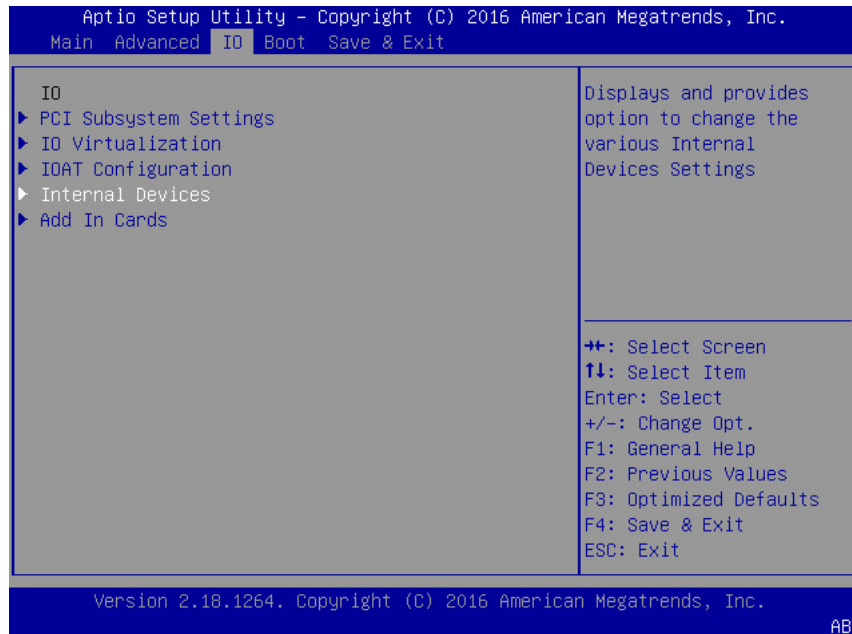 Aptio Setup Utility – Copyright (C) 2016 American Megatrends, Inc.
Main Advanced IO Boot Save & Exit
IO
PCI Subsystem Settings
IO Virtualization
IOAT Configuration
Internal Devices
Add In Cards
Displays and provides
option to change the
various Internal
Devices Settings
→←: Select Screen
↑↓: Select Item
Enter: Select
+/-: Change Opt.
F1: General Help
F2: Previous Values
F3: Optimized Defaults
F4: Save & Exit
ESC: Exit
Version 2.18.1264. Copyright (C) 2016 American Megatrends, Inc.
AB